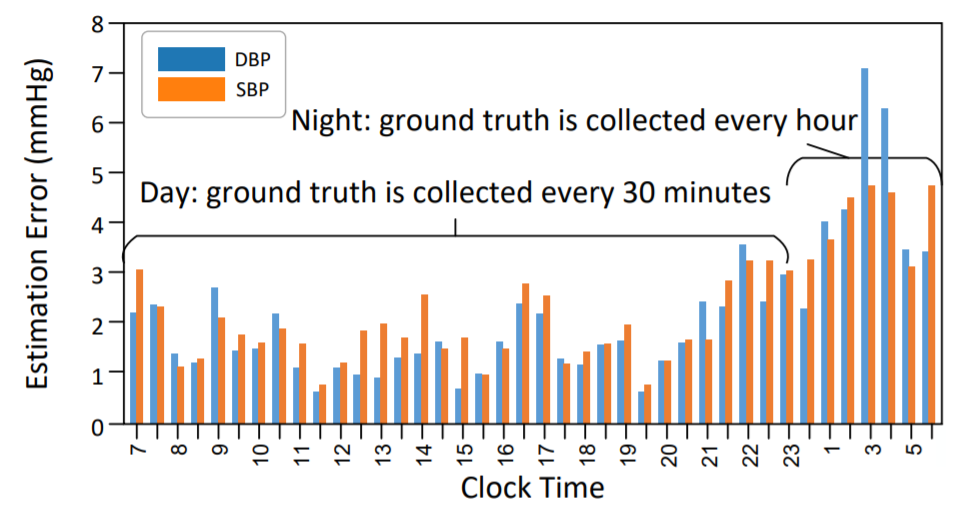 8
7
6
5
4
3
2
1
0
Estimation Error (mmHg)
DBP
SBP
Night: ground truth is collected every hour
Day: ground truth is collected every 30 minutes
7 8 9 10 11 12 13 14 15 16 17 18 19 20 21 22 23 1 3 5
Clock Time